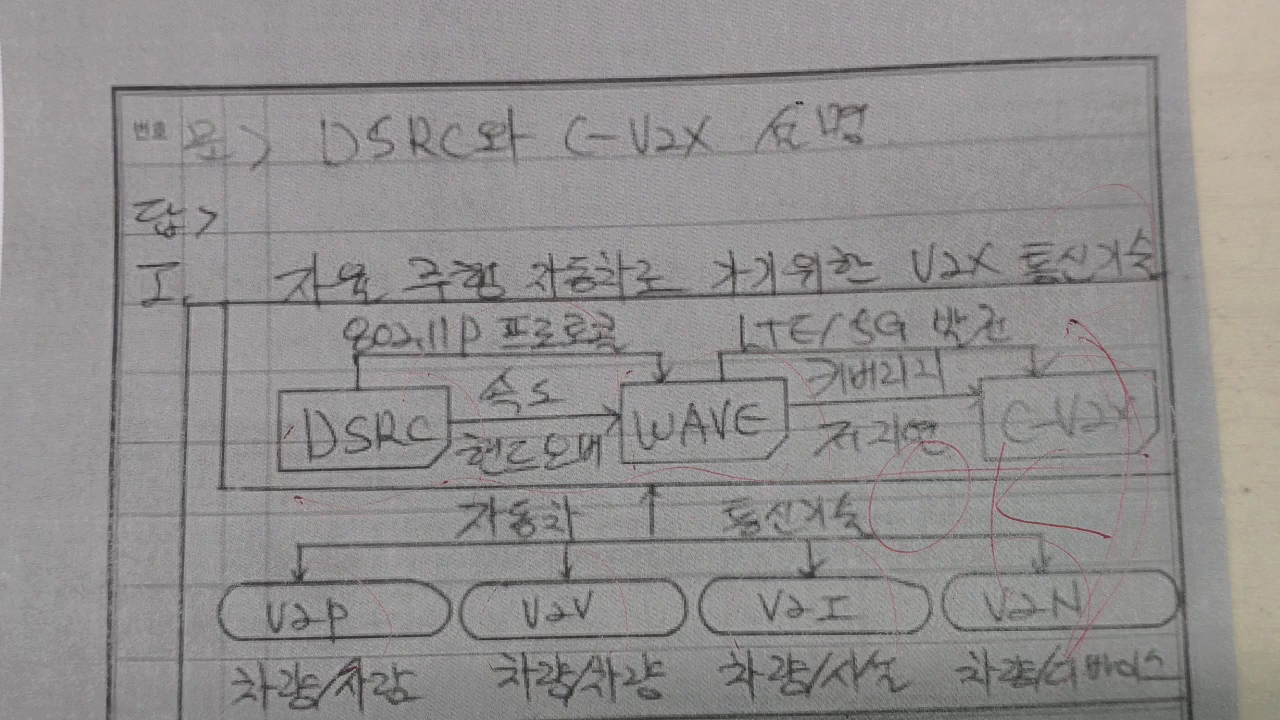 번호 문> DSRC와 C-V2X 설명
답>
I. 자율 주행 자동차로 가기위한 V2X 통신기술
802.11P 프로토콜 LTE/5G 발전
속도 커버리지
DSRC WAVE C-V2X
핸드오버 저지연
자동차 통신기술
V2P V2V V2I V2N
차량/사람 차량/차량 차량/시설 차량/디바이스